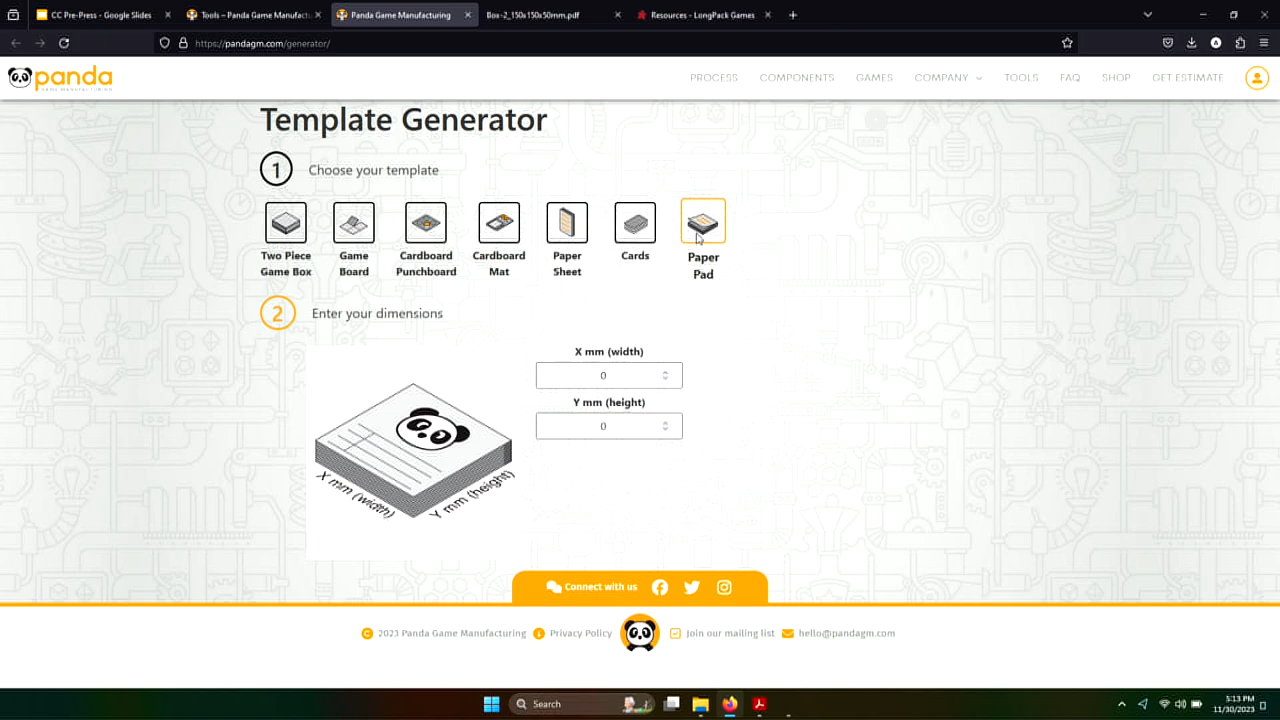 CC Pre-Press - Google Slides
Tools – Panda Game Manufactu
Panda Game Manufacturing
Box-2_150x150x50mm.pdf
Resources - LongPack Games
https://pandagm.com/generator/
panda
GAME MANUFACTURING
PROCESS COMPONENTS GAMES COMPANY TOOLS FAQ SHOP GET ESTIMATE
Template Generator
1 Choose your template
Two Piece Game Box
Game Board
Cardboard Punchboard
Cardboard Mat
Paper Sheet
Cards
Paper Pad
2 Enter your dimensions
X mm (width)
0
Y mm (height)
0
X mm (width)
Y mm (height)
Connect with us
2023 Panda Game Manufacturing Privacy Policy Join our mailing list hello@pandagm.com
Search
5:13 PM
11/30/2023